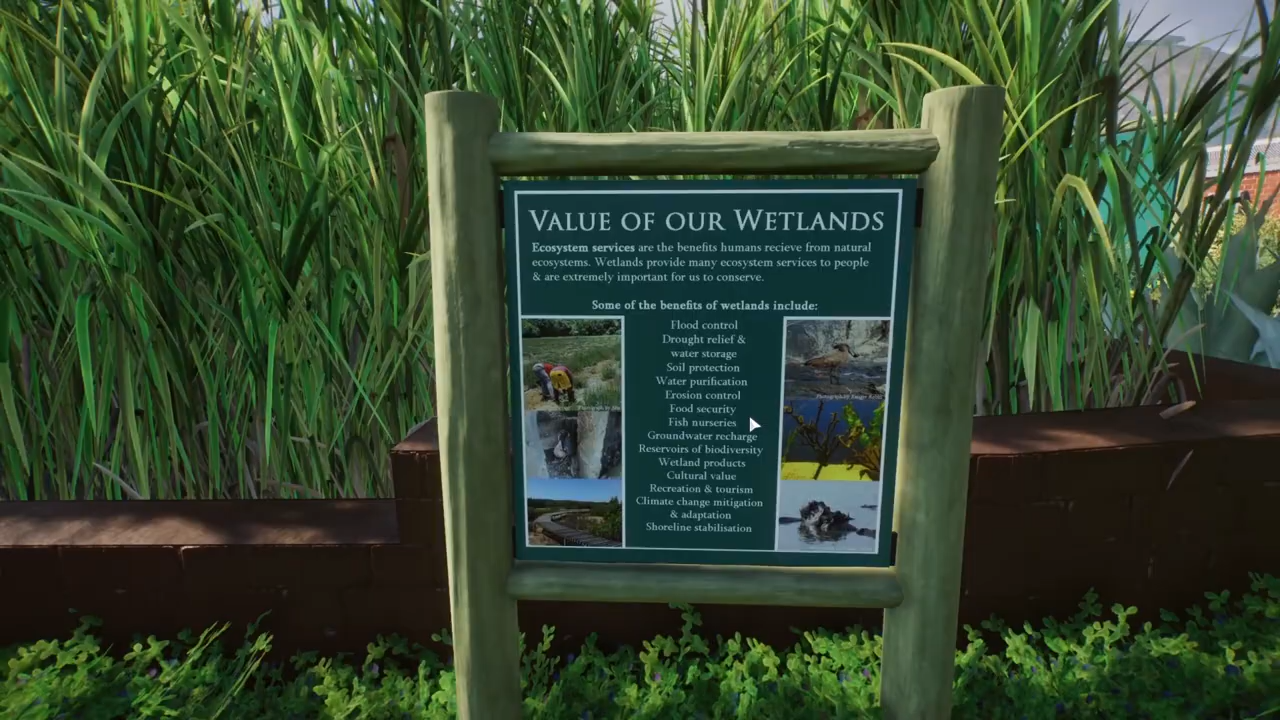 VALUE OF OUR WETLANDS
Ecosystem services are the benefits humans recieve from natural
ecosystems. Wetlands provide many ecosystem services to people
& are extremely important for us to conserve.
Some of the benefits of wetlands include:
Flood control
Drought relief &
water storage
Soil protection
Water purification
Erosion control
Food security
Fish nurseries
Groundwater recharge
Reservoirs of biodiversity
Wetland products
Cultural value
Recreation & tourism
Climate change mitigation
& adaptation
Shoreline stabilisation